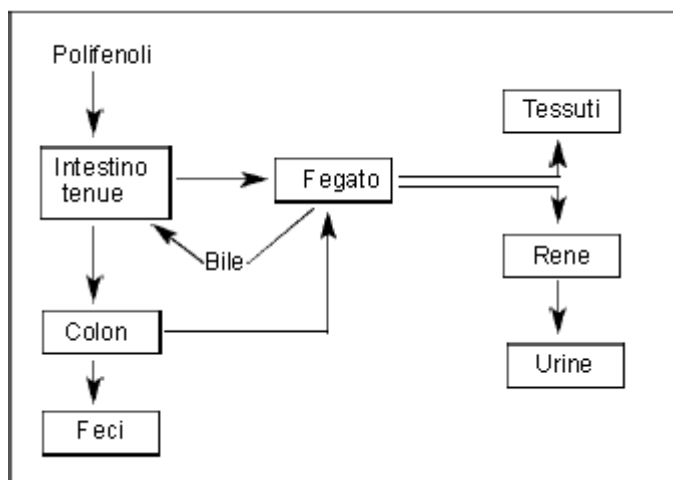 Polifenoli
Tessuti
Intestino
tenue
Fegato
Bile
Rene
Colon
Urine
Feci